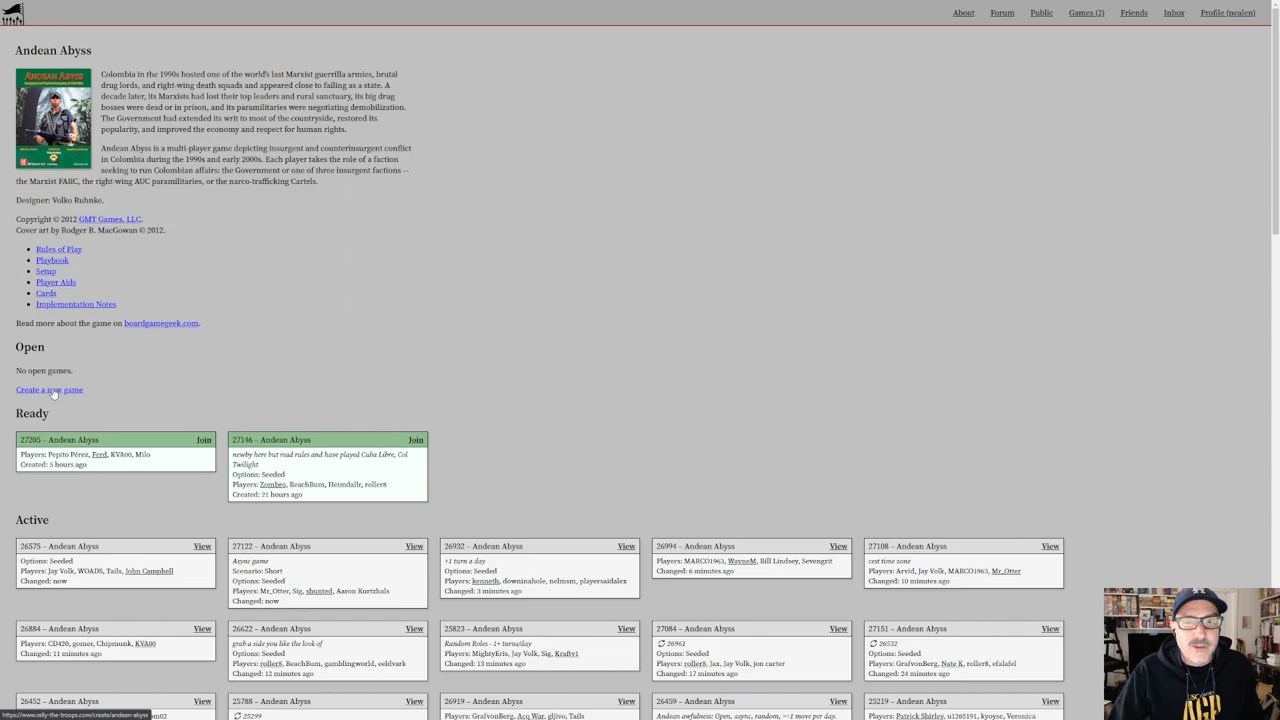 About Forum Public Games (2) Friends Inbox Profile (nealen)
Andean Abyss
ANDEAN ABYSS
Colombia in the 1990s hosted one of the world's last Marxist guerrilla armies, brutal
drug lords, and right-wing death squads and appeared close to failing as a state. A
decade later, its Marxists had lost their top leaders and rural sanctuary, its big drug
bosses were dead or in prison, and its paramilitaries were negotiating demobilization.
The Government had extended its writ to most of the countryside, restored its
popularity, and improved the economy and respect for human rights.
Andean Abyss is a multi-player game depicting insurgent and counterinsurgent conflict
in Colombia during the 1990s and early 2000s. Each player takes the role of a faction
seeking to run Colombian affairs: the Government or one of three insurgent factions —
the Marxist FARC, the right-wing AUC paramilitaries, or the narco-trafficking Cartels.
Designer: Volko Ruhnke.
Copyright © 2012 GMT Games, LLC.
Cover art by Rodger B. MacGowan © 2012.
Rules of Play
Playbook
Setup
Player Aids
Cards
Implementation Notes
Read more about the game on boardgamegeek.com.
Open
No open games.
Create a new game
Ready
27205 – Andean Abyss Join
Players: Pepito Pérez, Ferd, KVA00, Milo
Created: 5 hours ago
27146 – Andean Abyss Join
newby here but read rules and have played Cuba Libre, Col
Twilight
Options: Seeded
Players: Zombro, BeachBum, Heimdallr, roller8
Created: 21 hours ago
Active
26575 – Andean Abyss View
Options: Seeded
Players: Jay Volk, WOADS, Tails, John Campbell
Changed: now
27122 – Andean Abyss View
Async game
Scenario: Short
Options: Seeded
Players: Mr_Otter, Sig, shunted, Aaron Kurtzhals
Changed: now
26932 – Andean Abyss View
+1 turn a day
Options: Seeded
Players: kenneth, downinahole, nelmsm, playersaidalex
Changed: 3 minutes ago
26994 – Andean Abyss View
Players: MARCO1963, WayneM, Bill Lindsey, Sevengrit
Changed: 6 minutes ago
27108 – Andean Abyss View
cest time zone
Players: Arvid, Jay Volk, MARCO1963, Mr_Otter
Changed: 10 minutes ago
26884 – Andean Abyss View
Players: CD420, gomer, Chipmunk, KVA00
Changed: 11 minutes ago
26622 – Andean Abyss View
grab a side you like the look of
Players: roller8, BeachBum, gamblingworld, eeldvark
Changed: 12 minutes ago
25823 – Andean Abyss View
Random Roles - 1+ turns/day
Players: MightyEris, Jay Volk, Sig, Krafty1
Changed: 13 minutes ago
27084 – Andean Abyss View
26961
Options: Seeded
Players: roller8, Jax, Jay Volk, jon carter
Changed: 17 minutes ago
27151 – Andean Abyss View
26532
Options: Seeded
Players: GrafvonBerg, Nate K, roller8, efalafel
Changed: 24 minutes ago
26452 – Andean Abyss View
em02
25788 – Andean Abyss View
25299
26919 – Andean Abyss View
Players: GrafvonBerg, Acq War, gljivo, Tails
26459 – Andean Abyss View
Andean awfulness: Open, async, random, >=1 move per day.
25219 – Andean Abyss View
Players: Patrick Shirley, u1265191, kyoysc, Veronica
https://www.rally-the-troops.com/create/andean-abyss